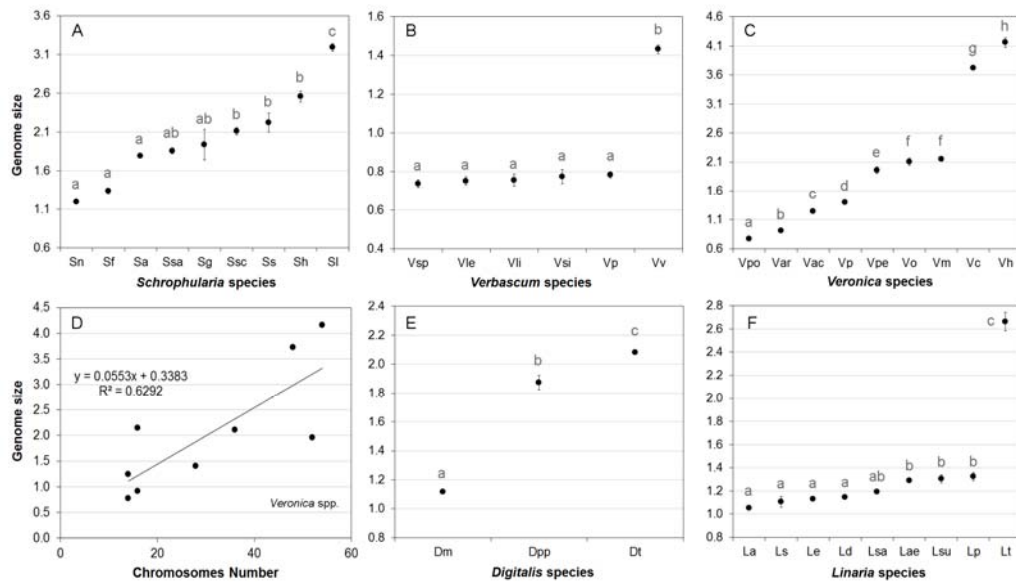 A
B
C
Genome size
3.6
3.1
2.6
2.1
1.6
1.1
0.6
a
a
a
ab
ab
b
b
b
c
Sn Sf Sa Ssa Sg Ssc Ss Sh Sl
Schrophularia species
1.6
1.4
1.2
1.0
0.8
0.6
0.4
a a a a a b
Vsp Vle Vli Vsi Vp Vv
Verbascum species
4.6
4.1
3.6
3.1
2.6
2.1
1.6
1.1
0.6
a b c d e f f g h
Vpo Var Vac Vp Vpe Vo Vm Vc Vh
Veronica species
D
Genome size
4.5
4.0
3.5
3.0
2.5
2.0
1.5
1.0
0.5
0.0
y = 0.0553x + 0.3383
R² = 0.6292
Veronica spp.
0 20 40 60
Chromosomes Number
E
2.4
2.2
2.0
1.8
1.6
1.4
1.2
1.0
0.8
a b c
Dm Dpp Dt
Digitalis species
F
2.8
2.6
2.4
2.2
2.0
1.8
1.6
1.4
1.2
1.0
0.8
a a a a ab b b b c
La Ls Le Ld Lsa Lae Lsu Lp Lt
Linaria species